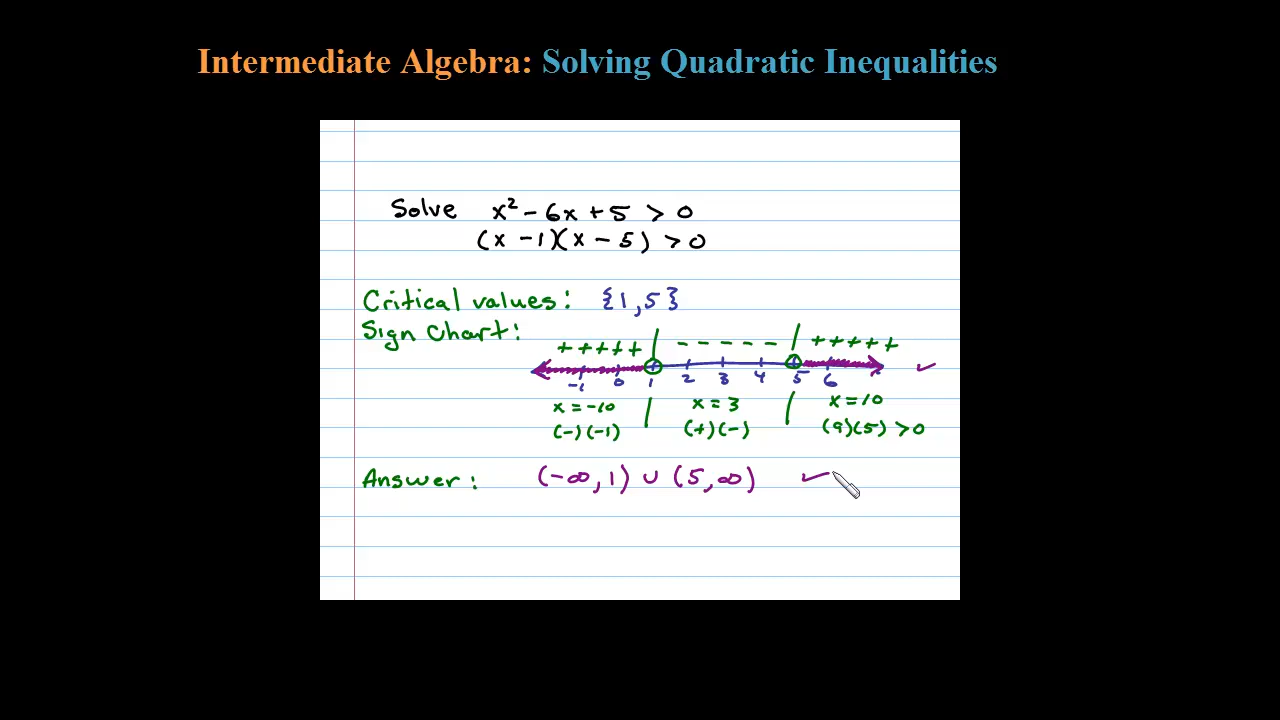 Intermediate Algebra: Solving Quadratic Inequalities
Solve x² - 6x + 5 > 0
(x - 1)(x - 5) > 0
Critical values: {1, 5}
Sign Chart:
+ + + + + | - - - - - | + + + + +
-1 0 1 2 3 4 5 6
x = -10 | x = 3 | x = 10
(-)(-1) (+)(-) (9)(5) > 0
Answer: (-∞, 1) ∪ (5, ∞) ✓